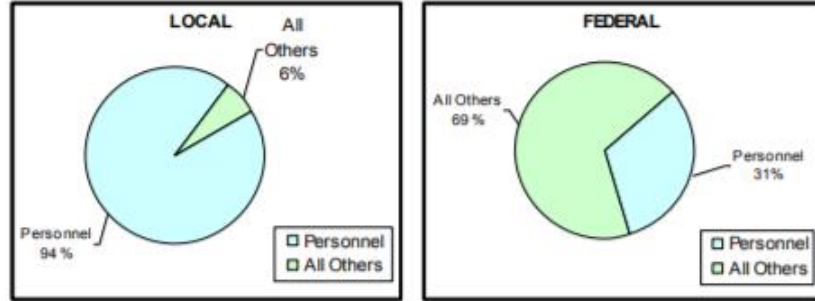 LOCAL
All
Others
6%
Personnel
94 %
Personnel
All Others
FEDERAL
All Others
69 %
Personnel
31%
Personnel
All Others